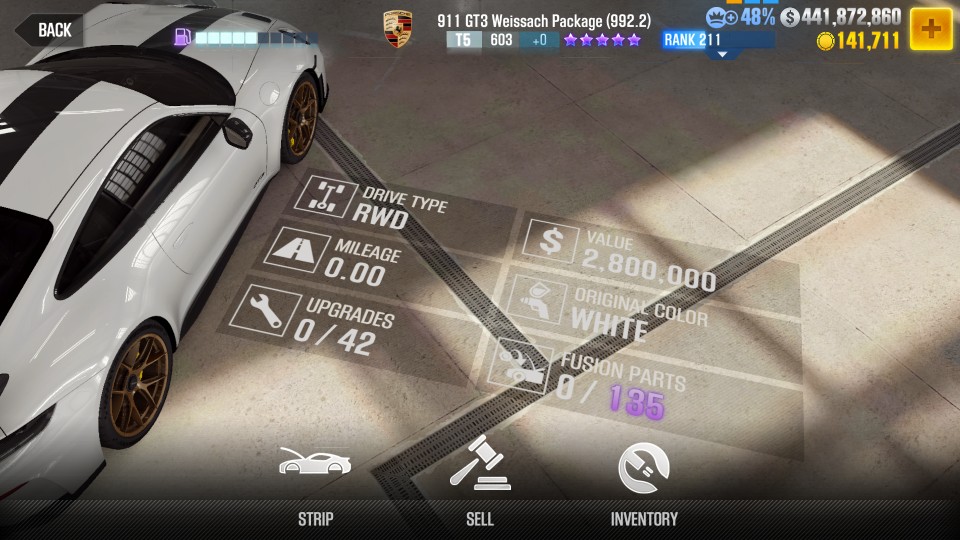 BACK
911 GT3 Weissach Package (992.2)
T5 603 +0
RANK 211
48% $ 441,872,860
141,711
DRIVE TYPE
RWD
MILEAGE
0.00
UPGRADES
0 / 42
VALUE
2,800,000
ORIGINAL COLOR
WHITE
FUSION PARTS
0 / 135
STRIP
SELL
INVENTORY